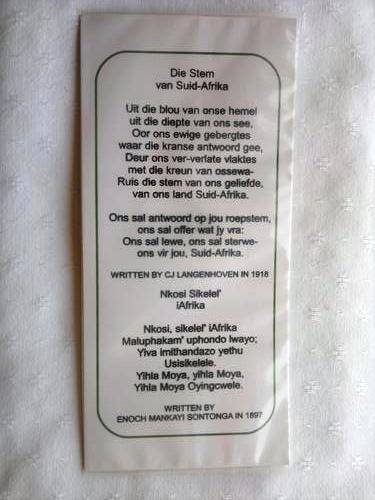 Die Stem
van Suid-Afrika
Uit die blou van onse hemel
uit die diepte van ons see,
Oor ons ewige gebergtes
waar die kranse antwoord gee,
Deur ons ver-verlate vlaktes
met die kreun van ossewa-
Ruis die stem van ons geliefde,
van ons land Suid-Afrika.
Ons sal antwoord op jou roepstem,
ons sal offer wat jy vra:
Ons sal lewe, ons sal sterwe-
ons vir jou, Suid-Afrika.
WRITTEN BY CJ LANGENHOVEN IN 1918
Nkosi Sikelel'
iAfrika
Nkosi, sikelel' iAfrika
Maluphakam' uphondo lwayo;
Yiva imithandazo yethu
Usisikelele.
Yihla Moya, yihla Moya,
Yihla Moya Oyingcwele.
WRITTEN BY
ENOCH MANKAYI SONTONGA IN 1897